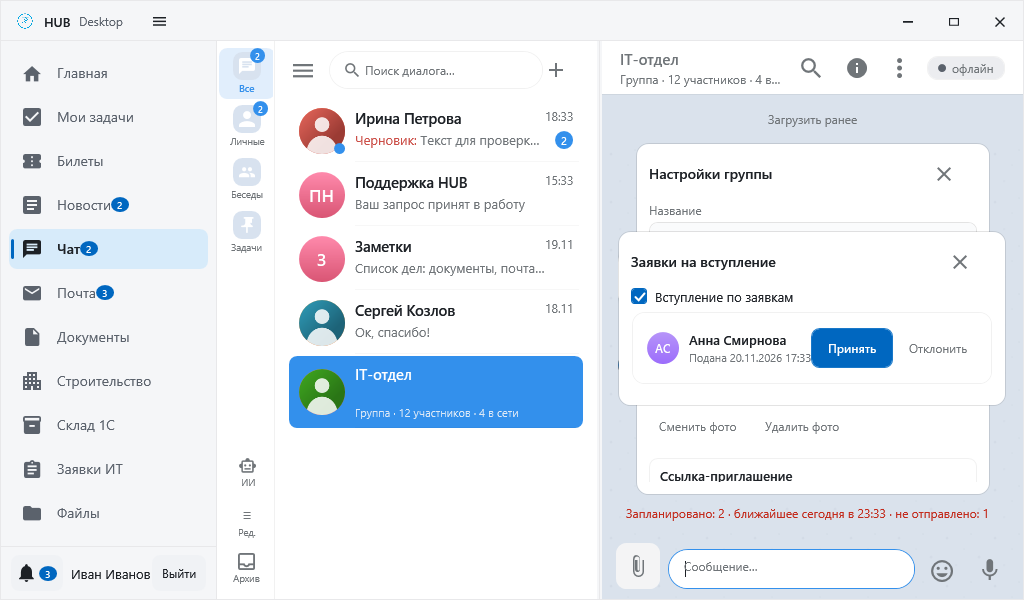 HUB Desktop
Главная
Мои задачи
Билеты
Новости 2
Чат 2
Почта 3
Документы
Строительство
Склад 1С
Заявки ИТ
Файлы
3 Иван Иванов Выйти
2
Все
2
Личные
Беседы
Задачи
ИИ
Ред.
Архив
Поиск диалога...
Ирина Петрова 18:33
Черновик: Текст для проверк... 2
ПН
Поддержка HUB 15:33
Ваш запрос принят в работу
З
Заметки 19.11
Список дел: документы, почта...
Сергей Козлов 18.11
Ок, спасибо!
IT-отдел
Группа · 12 участников · 4 в сети
IT-отдел
Группа · 12 участников · 4 в...
офлайн
Загрузить ранее
Настройки группы
Название
Заявки на вступление
Вступление по заявкам
АС
Анна Смирнова
Подана 20.11.2026 17:33
Принять
Отклонить
Сменить фото Удалить фото
Ссылка-приглашение
Запланировано: 2 · ближайшее сегодня в 23:33 · не отправлено: 1
Сообщение...